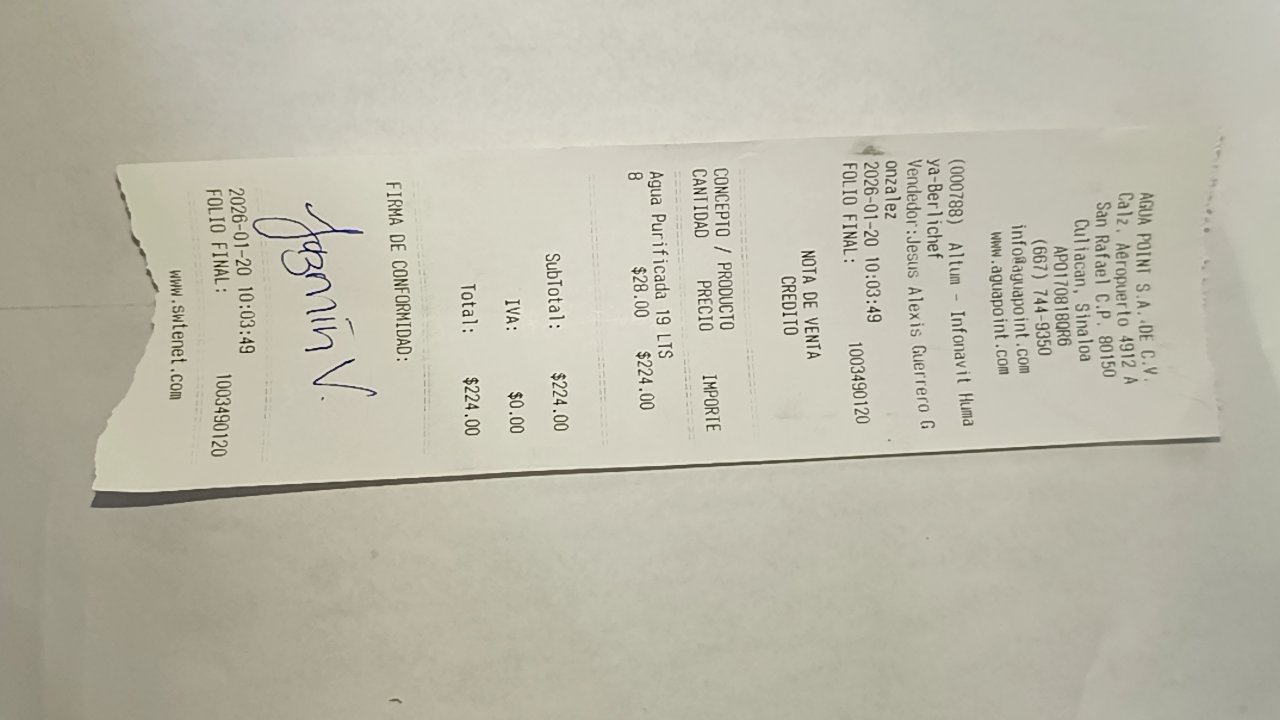 AGUA POINT S.A. DE C.V.
Calz. Aeropuerto 4912 A
San Rafael C.P. 80150
Culiacan, Sinaloa
APO170818QR6
(667) 744-9350
info@aguapoint.com
www.aguapoint.com
(000788) Altum - Infonavit Huma
ya-Berlichef
Vendedor:Jesus Alexis Guerrero G
onzalez
2026-01-20 10:03:49
FOLIO FINAL: 1003490120
NOTA DE VENTA
CREDITO
CONCEPTO / PRODUCTO
CANTIDAD PRECIO IMPORTE
Agua Purificada 19 LTS
8 $28.00 $224.00
SubTotal: $224.00
IVA: $0.00
Total: $224.00
FIRMA DE CONFORMIDAD:
Jazmin V.
2026-01-20 10:03:49
FOLIO FINAL: 1003490120
www.swtenet.com